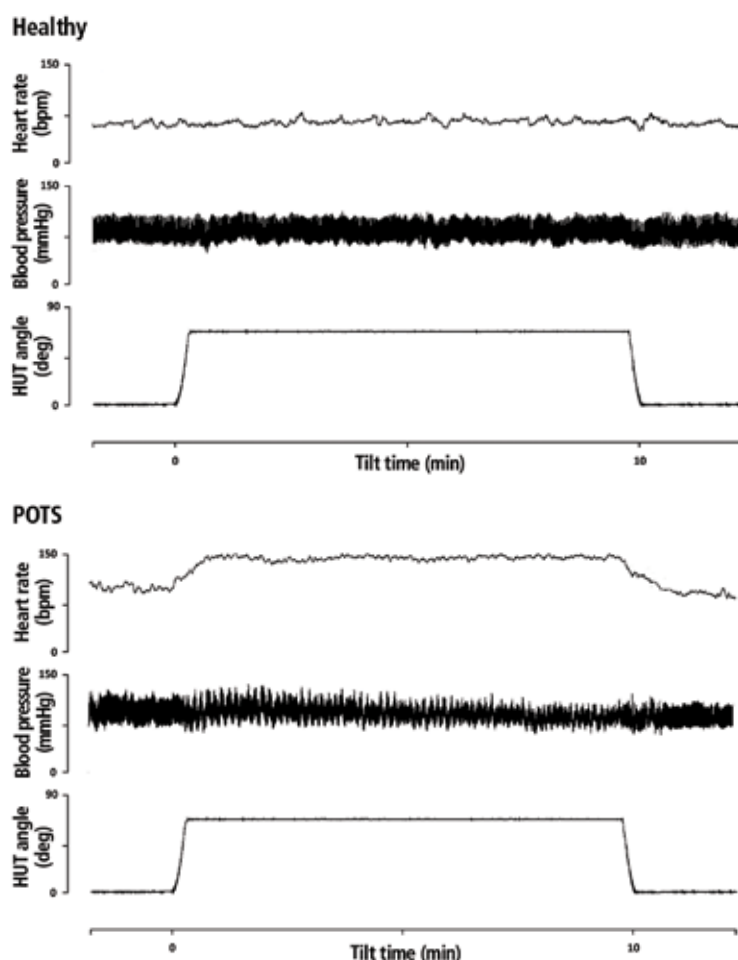 Healthy
150
Heart rate
(bpm)
0
150
Blood pressure
(mmHg)
0
90
HUT angle
(deg)
0
0
10
Tilt time (min)
POTS
150
Heart rate
(bpm)
0
150
Blood pressure
(mmHg)
0
90
HUT angle
(deg)
0
0
10
Tilt time (min)